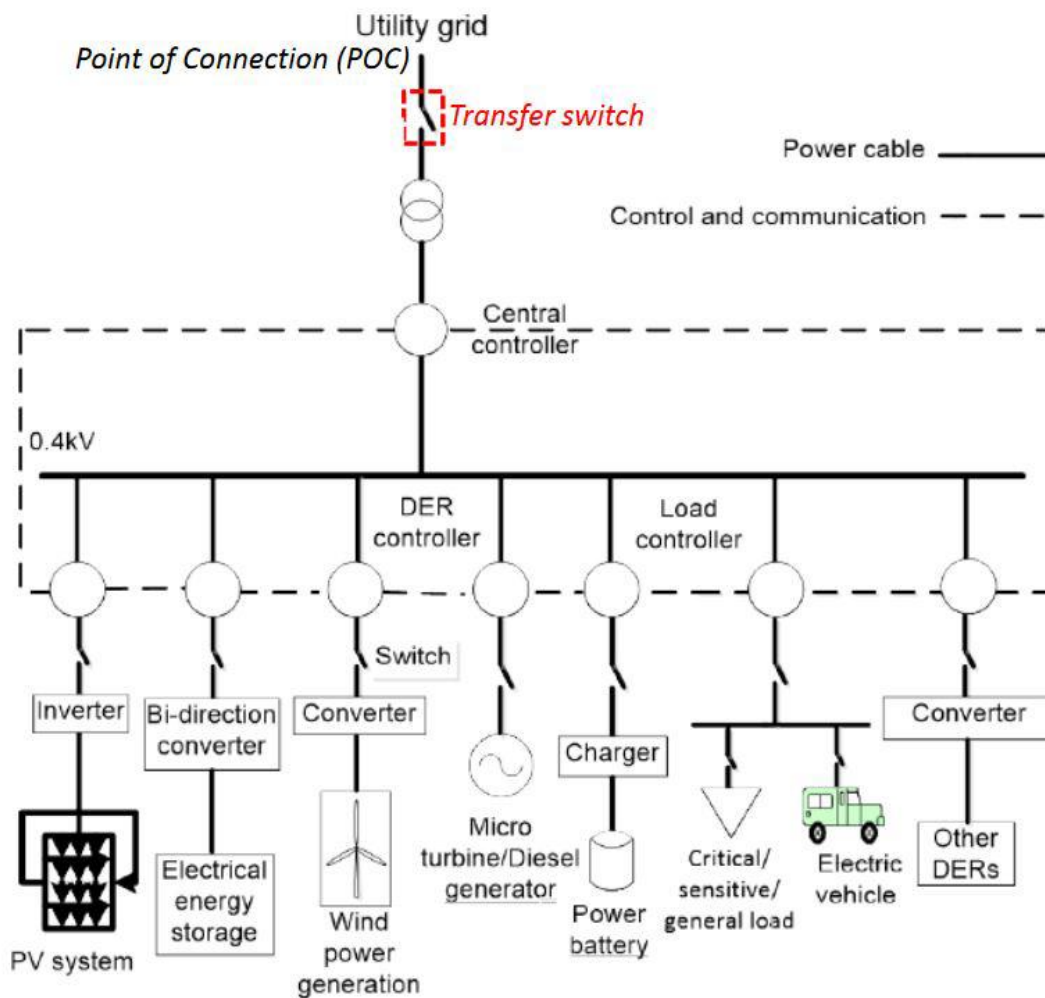 Utility grid
Point of Connection (POC)
Transfer switch
Power cable
Control and communication
Central
controller
0.4kV
DER
controller
Load
controller
Switch
Inverter
Bi-direction
converter
Converter
Charger
Converter
PV system
Electrical
energy
storage
Wind
power
generation
Micro
turbine/Diesel
generator
Power
battery
Critical/
sensitive/
general load
Electric
vehicle
Other
DERs